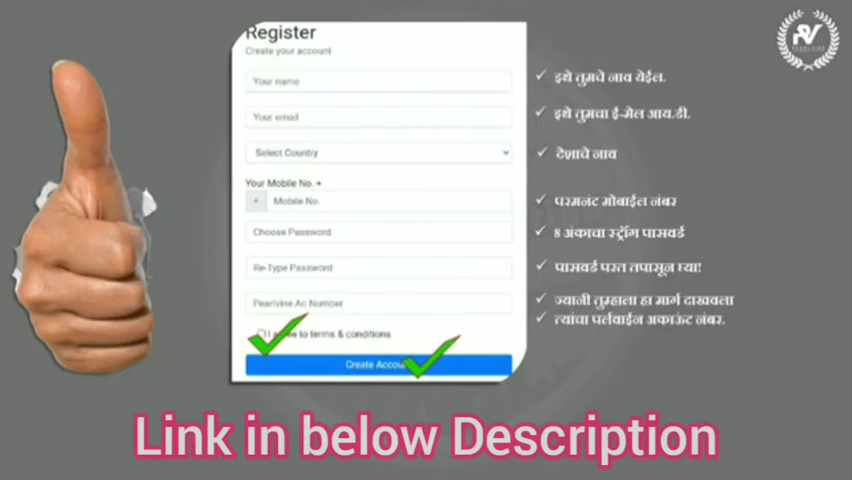 Register
Create your account
Your name
Your email
Select Country
Your Mobile No. *
+ Mobile No.
Choose Password
Re-Type Password
Pearlvine Ac Number
I agree to terms & conditions
Create Account
इथे तुमचे नाव येईल.
इथे तुमचा ई-मेल आय.डी.
देशाचे नाव
परमनंट मोबाईल नंबर
8 अंकाचा स्ट्रॉंग पासवर्ड
पासवर्ड परत तपासून घ्या!
ज्यानी तुम्हाला हा मार्ग दाखवला
त्यांचा पर्लवाईन अकाऊंट नंबर.
Link in below Description